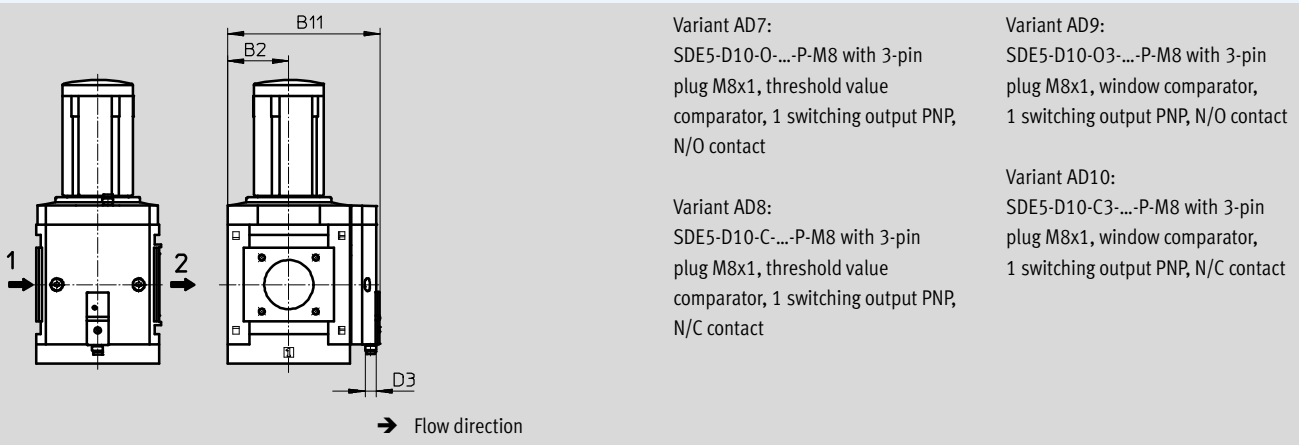 B11
B2
1
2
D3
→ Flow direction
Variant AD7:
SDE5-D10-O-...-P-M8 with 3-pin
plug M8x1, threshold value
comparator, 1 switching output PNP,
N/O contact
Variant AD8:
SDE5-D10-C-...-P-M8 with 3-pin
plug M8x1, threshold value
comparator, 1 switching output PNP,
N/C contact
Variant AD9:
SDE5-D10-O3-...-P-M8 with 3-pin
plug M8x1, window comparator,
1 switching output PNP, N/O contact
Variant AD10:
SDE5-D10-C3-...-P-M8 with 3-pin
plug M8x1, window comparator,
1 switching output PNP, N/C contact